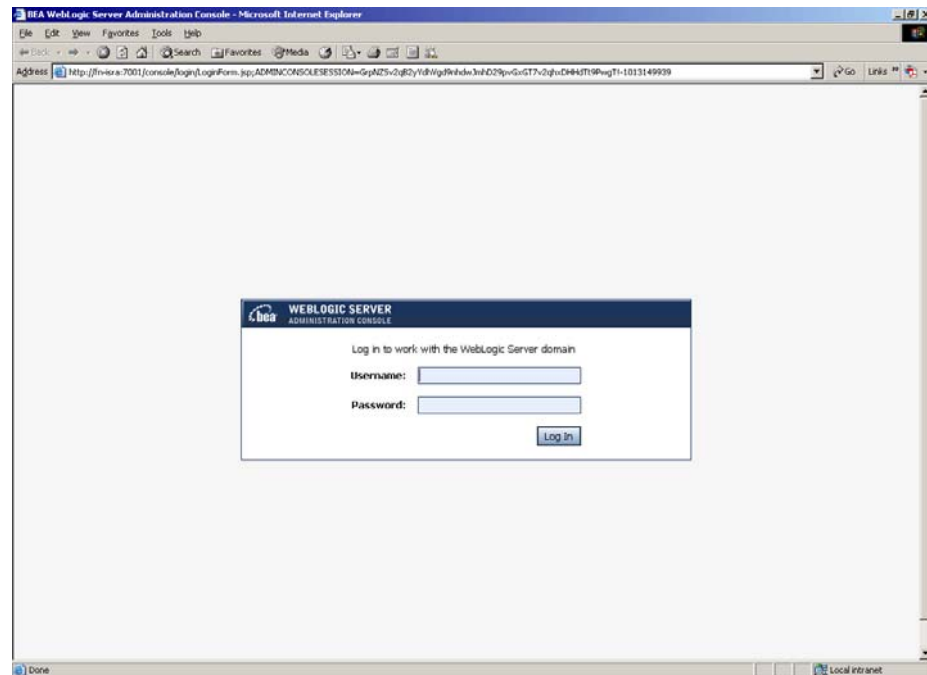 BEA WebLogic Server Administration Console - Microsoft Internet Explorer
File Edit View Favorites Tools Help
Back Search Favorites Media
Address Go Links »
bea WEBLOGIC SERVER
ADMINISTRATION CONSOLE
Log in to work with the WebLogic Server domain
Username:
Password:
Log In
Done Local intranet